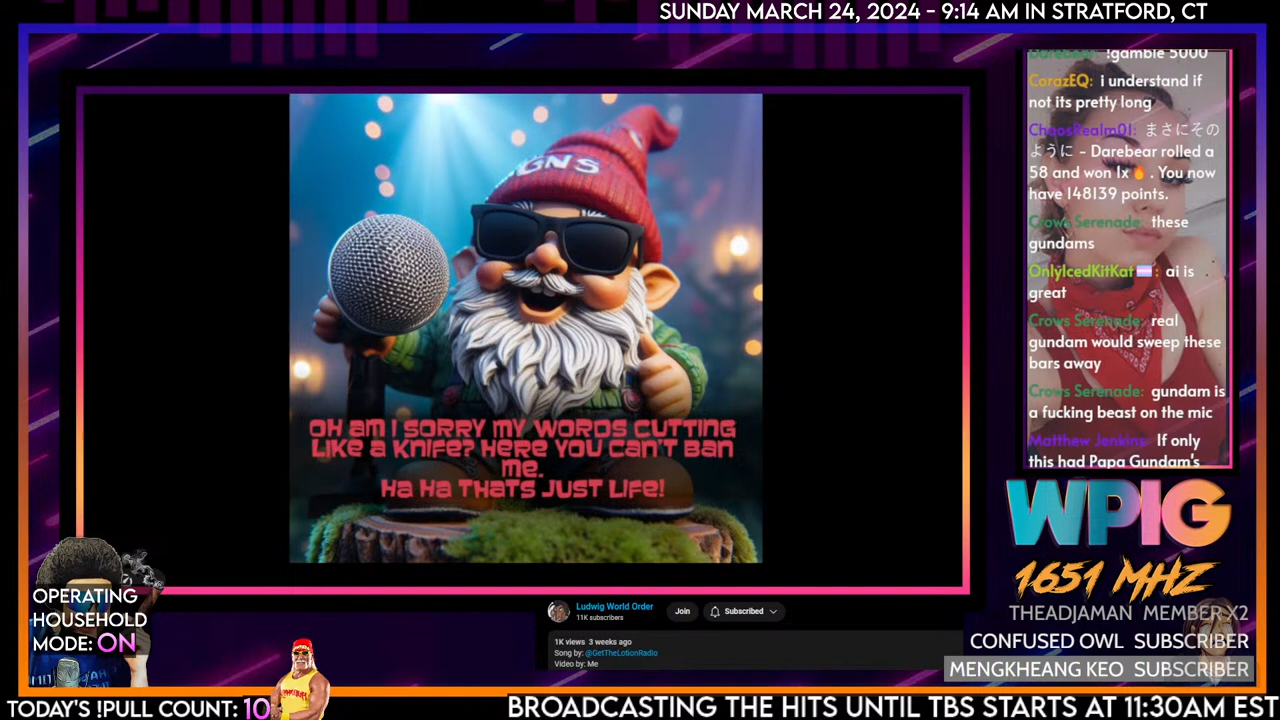 SUNDAY MARCH 24, 2024 - 9:14 AM IN STRATFORD, CT
Darebear: !gamble 5000
CorazEQ: i understand if
not its pretty long
ChaosRealm01: まさにその
ように - Darebear rolled a
58 and won 1x🔥. You now
have 148139 points.
Crows Serenade: these
gundams
OnlyIcedKitKat: ai is
great
Crows Serenade: real
gundam would sweep these
bars away
Crows Serenade: gundam is
a fucking beast on the mic
Matthew Jenkins: If only
this had Papa Gundam's
GNS
OH AM I SORRY MY WORDS CUTTING
LIKE A KNIFE? HERE YOU CAN'T BAN
ME.
HA HA THATS JUST LIFE!
WPIG
1651 MHZ
THEADJAMAN MEMBER X2
CONFUSED OWL SUBSCRIBER
MENGKHEANG KEO SUBSCRIBER
OPERATING
HOUSEHOLD
MODE: ON
Ludwig World Order
11K subscribers
Join
Subscribed
1K views 3 weeks ago
Song by: @GetTheLotionRadio
Video by: Me
TODAY'S !PULL COUNT: 10
BROADCASTING THE HITS UNTIL TBS STARTS AT 11:30AM EST